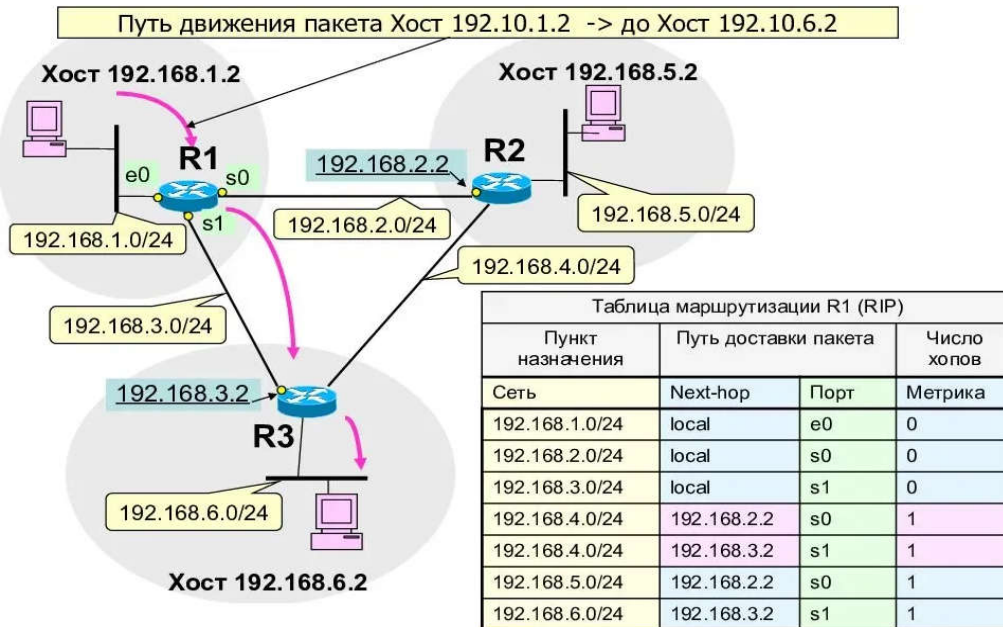 Путь движения пакета Хост 192.10.1.2 -> до Хост 192.10.6.2
Хост 192.168.1.2
Хост 192.168.5.2
R1
R2
192.168.2.2
e0
s0
s1
192.168.1.0/24
192.168.2.0/24
192.168.5.0/24
192.168.4.0/24
192.168.3.0/24
192.168.3.2
R3
192.168.6.0/24
Хост 192.168.6.2
Таблица маршрутизации R1 (RIP)
Пункт назначения Путь доставки пакета Число хопов
Сеть Next-hop Порт Метрика
192.168.1.0/24 local e0 0
192.168.2.0/24 local s0 0
192.168.3.0/24 local s1 0
192.168.4.0/24 192.168.2.2 s0 1
192.168.4.0/24 192.168.3.2 s1 1
192.168.5.0/24 192.168.2.2 s0 1
192.168.6.0/24 192.168.3.2 s1 1